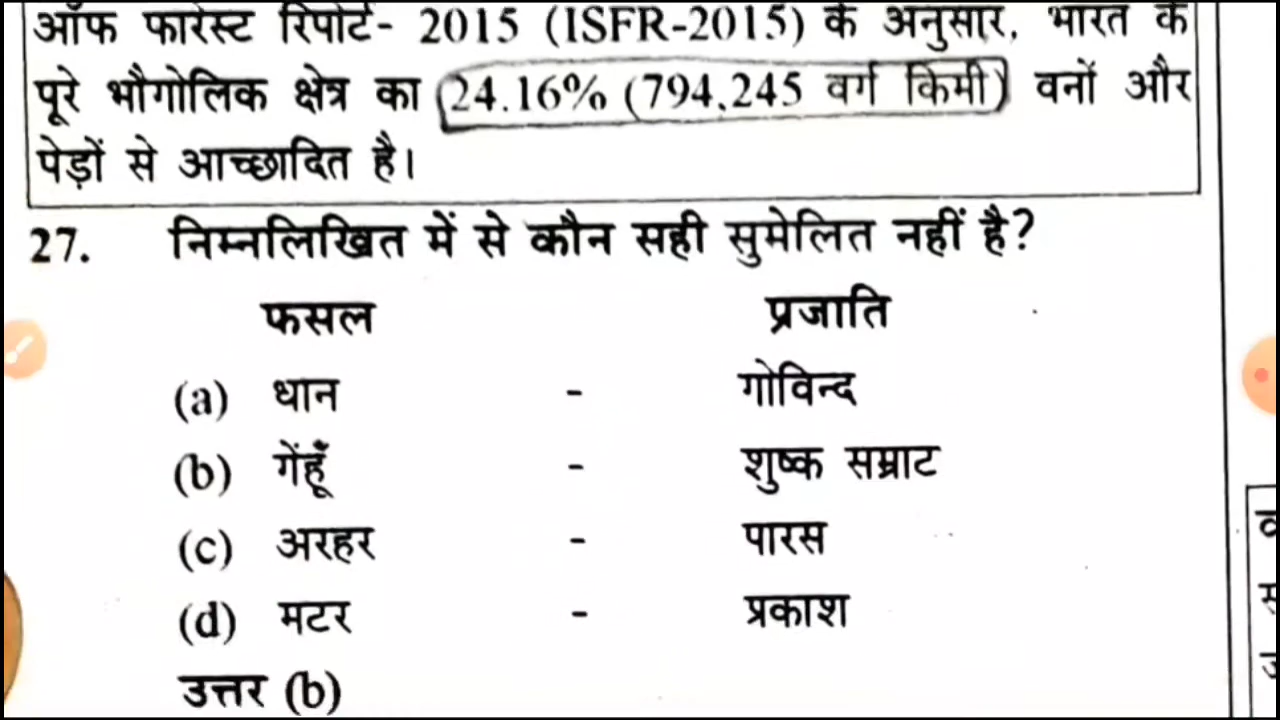 ऑफ फारेस्ट रिपोर्ट- 2015 (ISFR-2015) के अनुसार, भारत के
पूरे भौगोलिक क्षेत्र का 24.16% (794,245 वर्ग किमी) वनों और
पेड़ों से आच्छादित है।
27. निम्नलिखित में से कौन सही सुमेलित नहीं है?
फसल प्रजाति
(a) धान - गोविन्द
(b) गेंहूँ - शुष्क सम्राट
(c) अरहर - पारस
(d) मटर - प्रकाश
उत्तर (b)